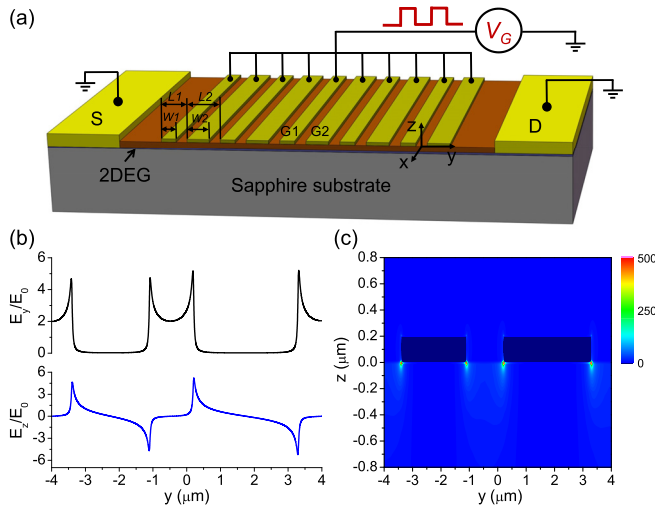 (a)
V_G
L1 L2
S
W1 W2
G1 G2
z
x
y
D
2DEG
Sapphire substrate
(b)
6
4
2
0
E_y/E_0
6
3
0
-3
-6
E_z/E_0
-4 -3 -2 -1 0 1 2 3 4
y (μm)
(c)
0.8
0.6
0.4
0.2
0.0
-0.2
-0.4
-0.6
-0.8
z (μm)
-4 -3 -2 -1 0 1 2 3 4
y (μm)
500
250
0